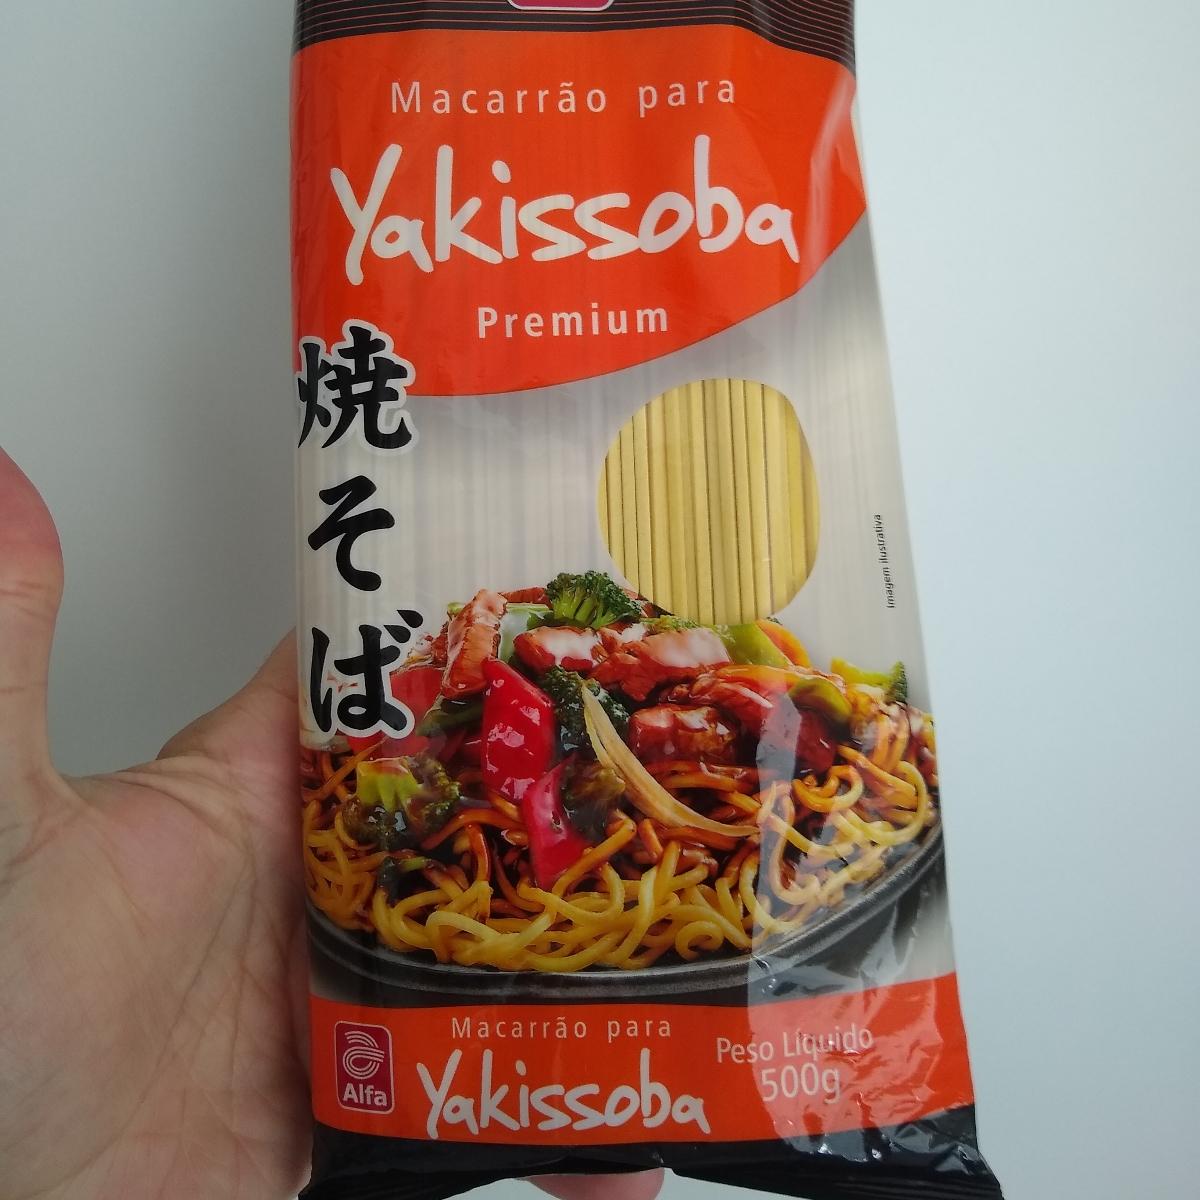 Macarrão para
Yakissoba
Premium
焼そば
Imagem ilustrativa
Macarrão para
Yakissoba
Peso Líquido
500g
Alfa